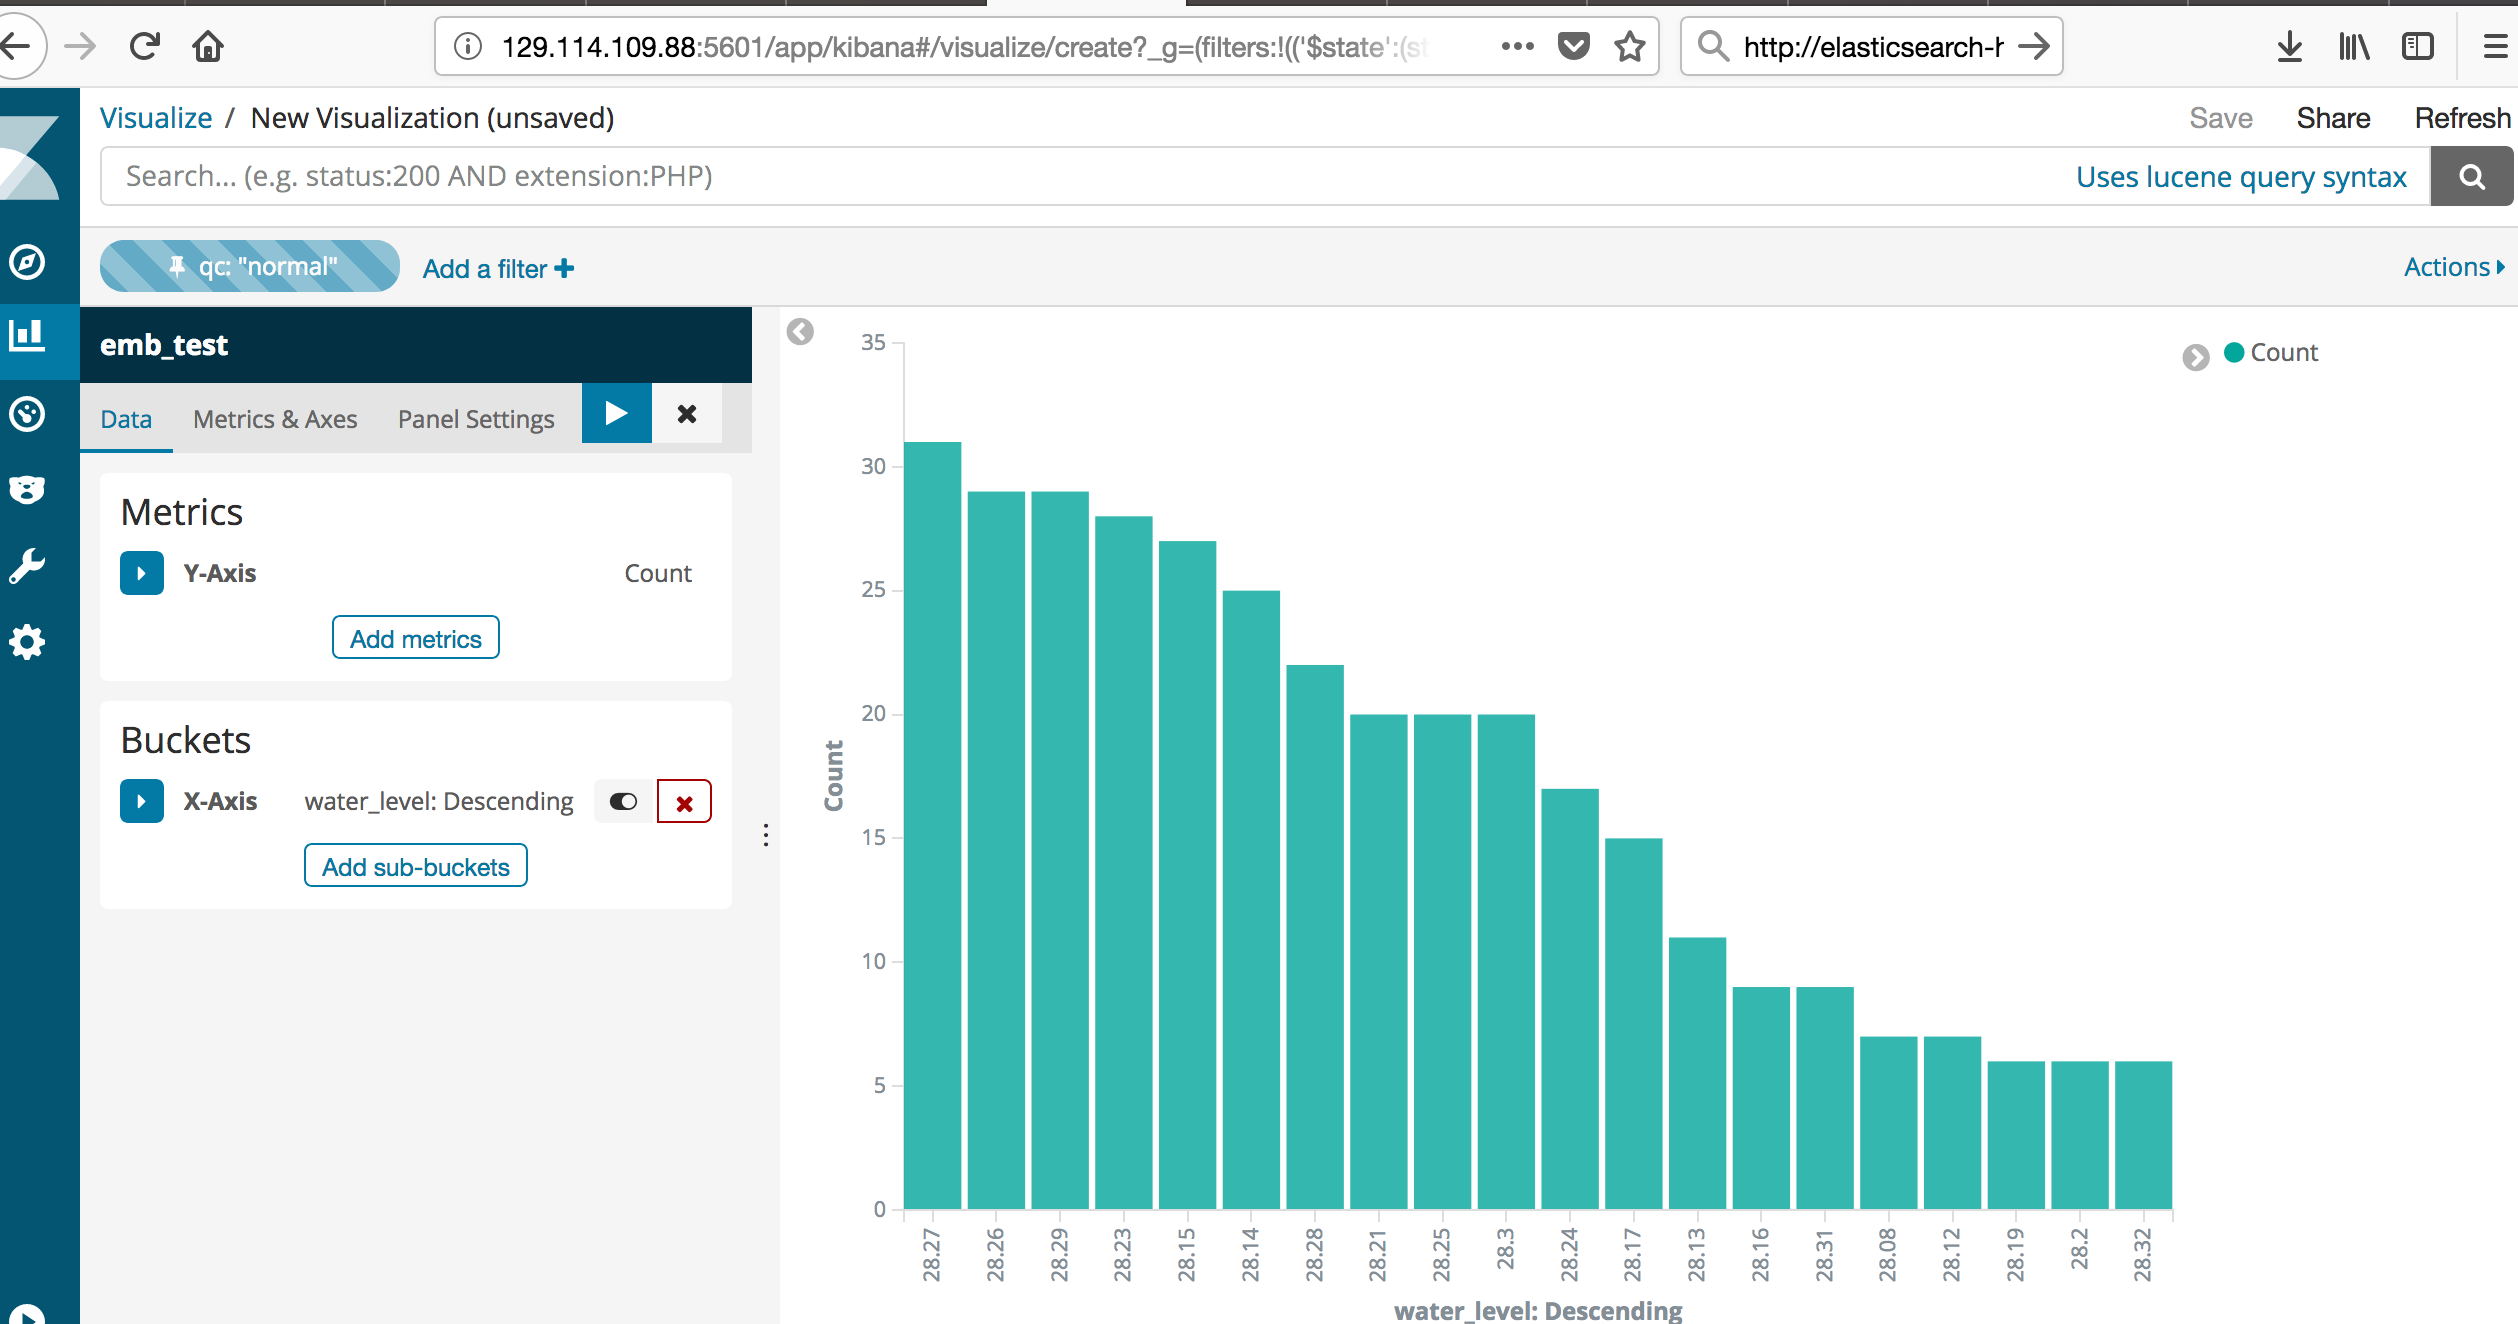 129.114.109.88:5601/app/kibana#/visualize/create?_g=(filters:!(('$state':(st
http://elasticsearch-h
Visualize / New Visualization (unsaved)
Save Share Refresh
Search... (e.g. status:200 AND extension:PHP)
Uses lucene query syntax
qc: "normal"
Add a filter
Actions
emb_test
Data Metrics & Axes Panel Settings
Metrics
Y-Axis Count
Add metrics
Buckets
X-Axis water_level: Descending
Add sub-buckets
Count
35
30
25
20
15
10
5
0
Count
28.27 28.26 28.29 28.23 28.15 28.14 28.28 28.21 28.25 28.3 28.24 28.17 28.13 28.16 28.31 28.08 28.12 28.19 28.2 28.32
water_level: Descending